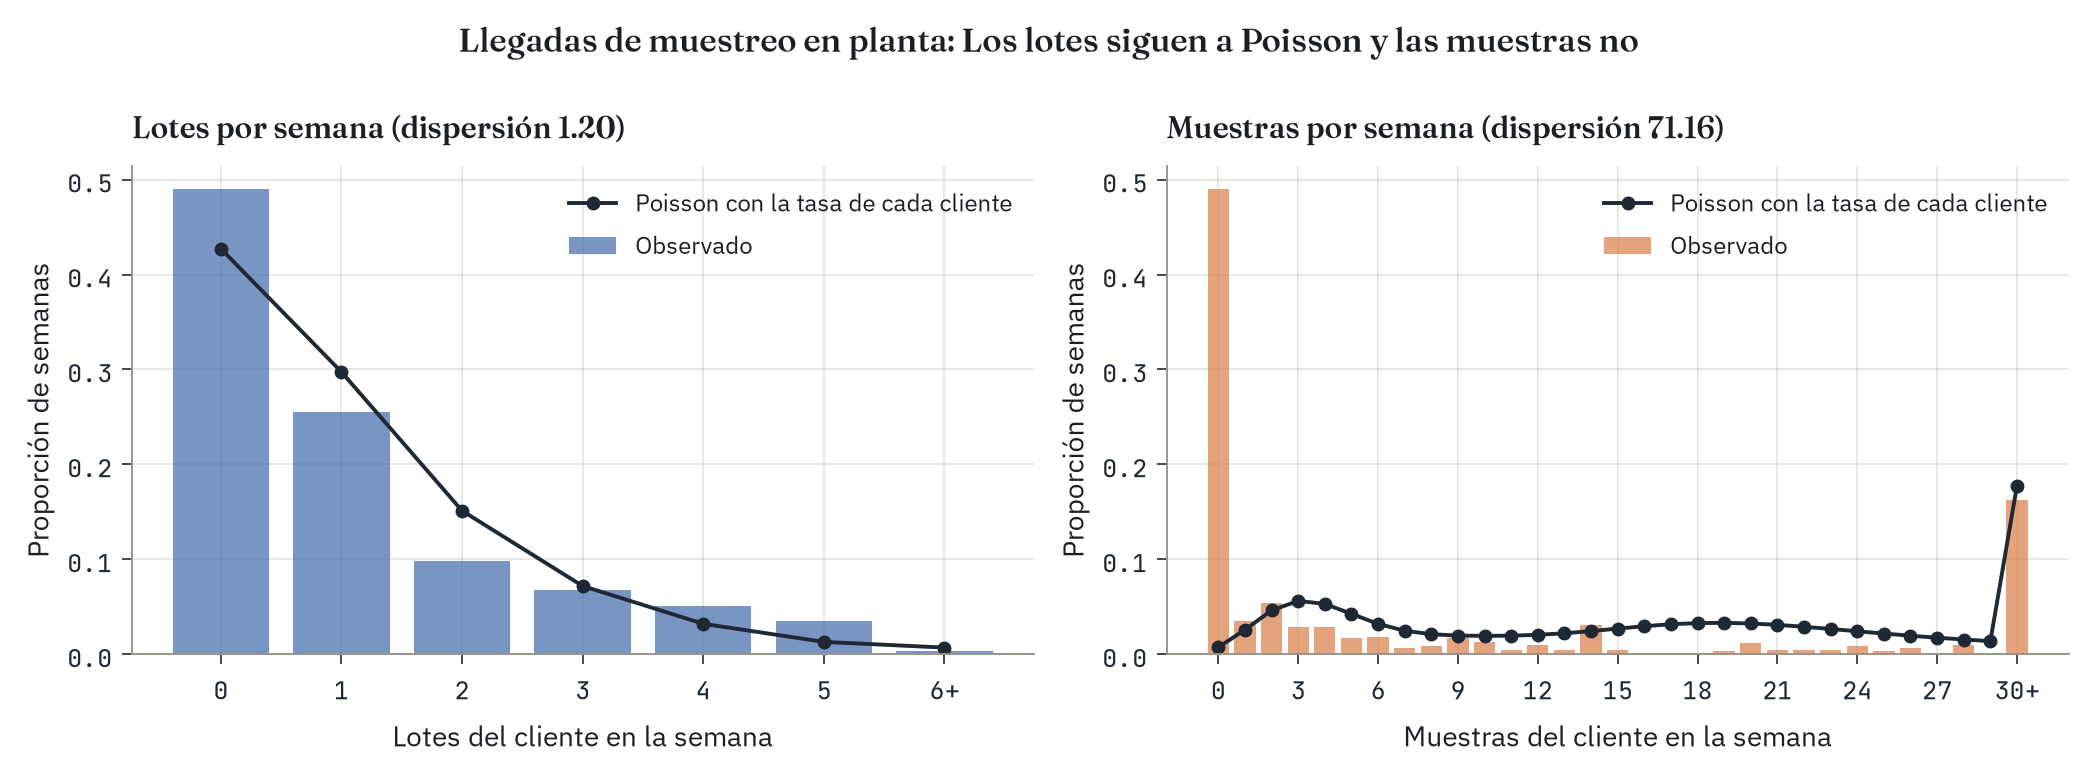 Llegadas de muestreo en planta: Los lotes siguen a Poisson y las muestras no
Lotes por semana (dispersión 1.20)
Proporción de semanas
0.5
0.4
0.3
0.2
0.1
0.0
Poisson con la tasa de cada cliente
Observado
0 1 2 3 4 5 6+
Lotes del cliente en la semana
Muestras por semana (dispersión 71.16)
Proporción de semanas
0.5
0.4
0.3
0.2
0.1
0.0
Poisson con la tasa de cada cliente
Observado
0 3 6 9 12 15 18 21 24 27 30+
Muestras del cliente en la semana